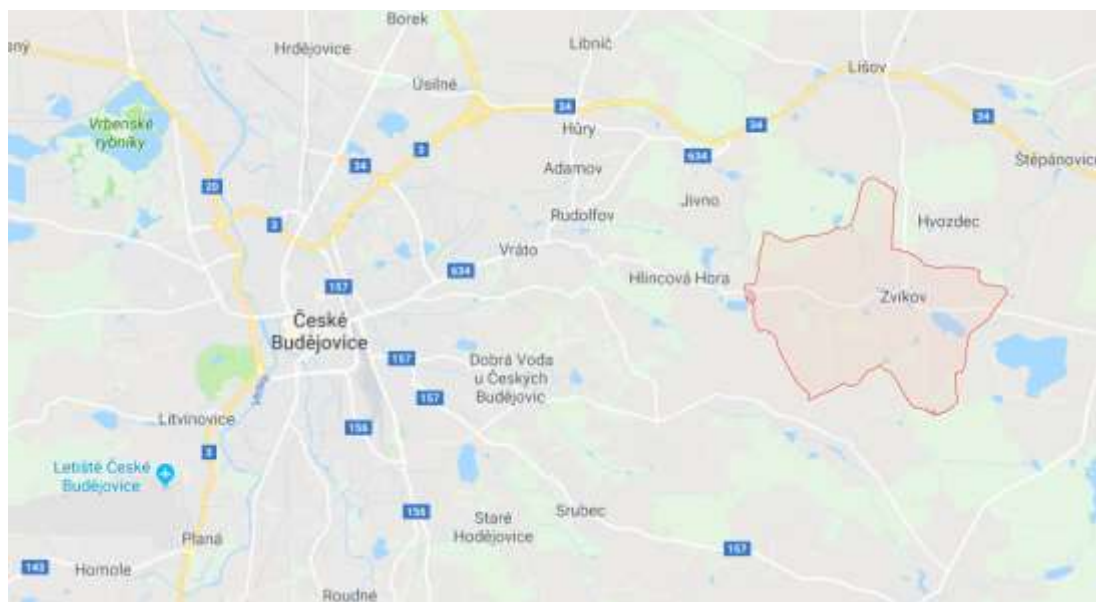 Borek
Hrdějovice
Libníč
Lišov
Úsilné
34
Vrbenské
rybníky
Hůry
34
34
3
634
Štěpánovice
34
Adamov
20
Jivno
Rudolfov
Hvozdec
3
Vráto
634
Hlincová Hora
157
Zvíkov
České
Budějovice
157
Dobrá Voda
u Českých
Budějovic
157
Litvínovice
156
3
Letiště České
Budějovice
156
Srubec
Staré
Hodějovice
Planá
157
143
Homole
Roudné